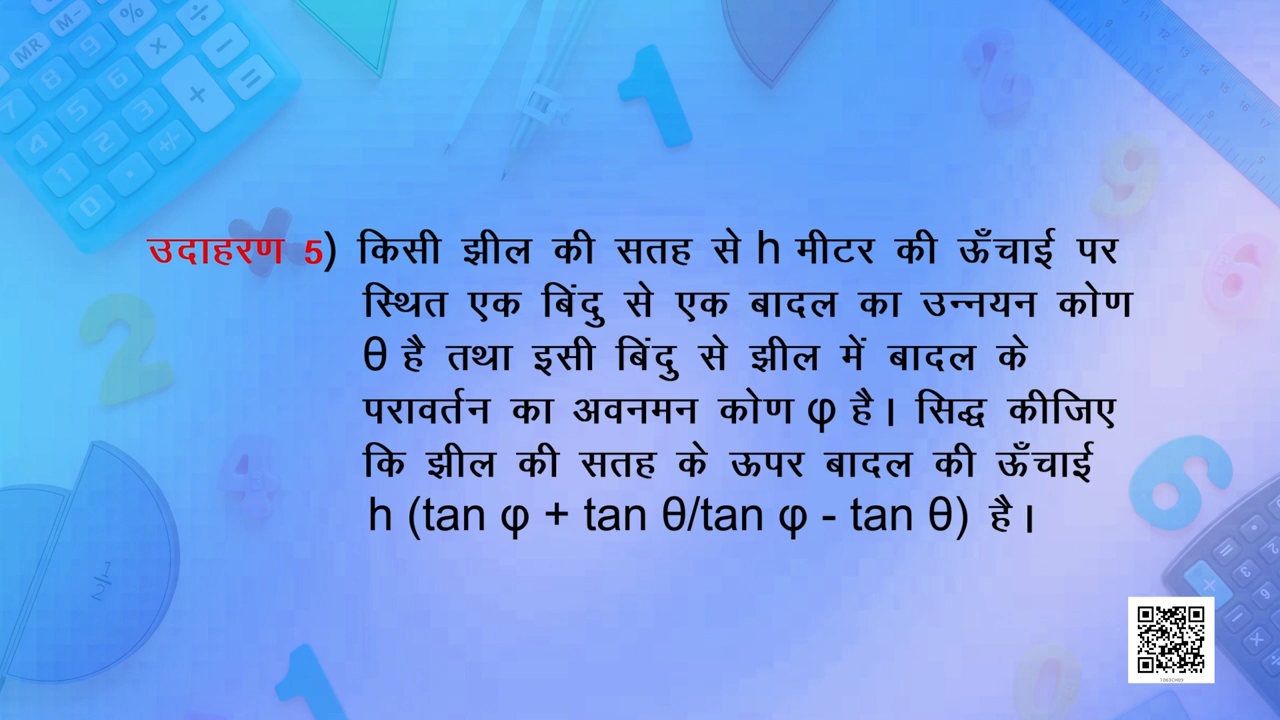 उदाहरण 5) किसी झील की सतह से h मीटर की ऊँचाई पर
स्थित एक बिंदु से एक बादल का उन्नयन कोण
θ है तथा इसी बिंदु से झील में बादल के
परावर्तन का अवनमन कोण φ है। सिद्ध कीजिए
कि झील की सतह के ऊपर बादल की ऊँचाई
h (tan φ + tan θ/tan φ - tan θ) है।